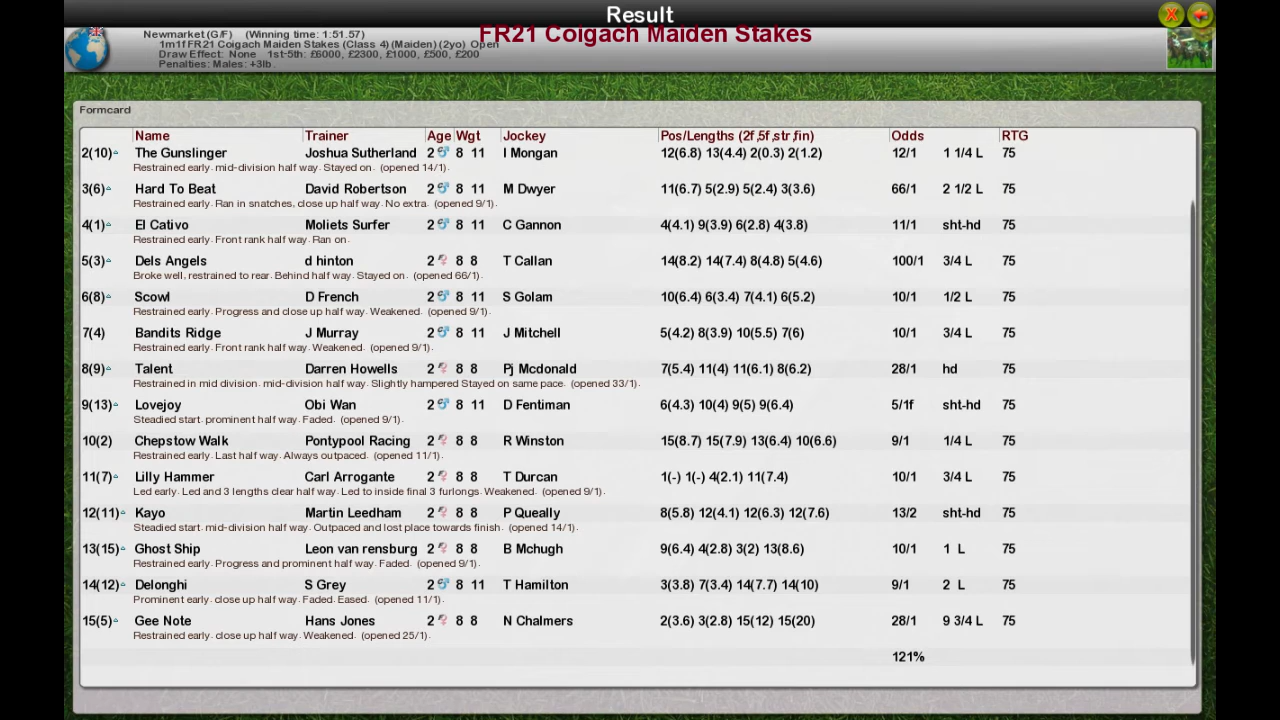 Result
FR21 Coigach Maiden Stakes
Newmarket (G/F) (Winning time: 1:51.57)
1m1f FR21 Coigach Maiden Stakes (Class 4) (Maiden) (2yo) Open
Draw Effect: None 1st-5th: £6000, £2300, £1000, £500, £200
Penalties: Males: +3lb.
Formcard
Name Trainer Age Wgt Jockey Pos/Lengths (2f,5f,str,fin) Odds RTG
2(10) The Gunslinger Joshua Sutherland 2 8 11 I Mongan 12(6.8) 13(4.4) 2(0.3) 2(1.2) 12/1 1 1/4 L 75
Restrained early. mid-division half way. Stayed on. (opened 14/1).
3(6) Hard To Beat David Robertson 2 8 11 M Dwyer 11(6.7) 5(2.9) 5(2.4) 3(3.6) 66/1 2 1/2 L 75
Restrained early. Ran in snatches, close up half way. No extra. (opened 9/1).
4(1) El Cativo Moliets Surfer 2 8 11 C Gannon 4(4.1) 9(3.9) 6(2.8) 4(3.8) 11/1 sht-hd 75
Restrained early. Front rank half way. Ran on.
5(3) Dels Angels d hinton 2 8 8 T Callan 14(8.2) 14(7.4) 8(4.8) 5(4.6) 100/1 3/4 L 75
Broke well, restrained to rear. Behind half way. Stayed on. (opened 66/1).
6(8) Scowl D French 2 8 11 S Golam 10(6.4) 6(3.4) 7(4.1) 6(5.2) 10/1 1/2 L 75
Restrained early. Progress and close up half way. Weakened. (opened 9/1).
7(4) Bandits Ridge J Murray 2 8 11 J Mitchell 5(4.2) 8(3.9) 10(5.5) 7(6) 10/1 3/4 L 75
Restrained early. Front rank half way. Weakened. (opened 9/1).
8(9) Talent Darren Howells 2 8 8 Pj Mcdonald 7(5.4) 11(4) 11(6.1) 8(6.2) 28/1 hd 75
Restrained in mid division. mid-division half way. Slightly hampered Stayed on same pace. (opened 33/1).
9(13) Lovejoy Obi Wan 2 8 11 D Fentiman 6(4.3) 10(4) 9(5) 9(6.4) 5/1f sht-hd 75
Steadied start. prominent half way. Faded. (opened 9/1).
10(2) Chepstow Walk Pontypool Racing 2 8 8 R Winston 15(8.7) 15(7.9) 13(6.4) 10(6.6) 9/1 1/4 L 75
Restrained early. Last half way. Always outpaced. (opened 11/1).
11(7) Lilly Hammer Carl Arrogante 2 8 8 T Durcan 1(-) 1(-) 4(2.1) 11(7.4) 10/1 3/4 L 75
Led early. Led and 3 lengths clear half way. Led to inside final 3 furlongs. Weakened. (opened 9/1).
12(11) Kayo Martin Leedham 2 8 8 P Queally 8(5.8) 12(4.1) 12(6.3) 12(7.6) 13/2 sht-hd 75
Steadied start. mid-division half way. Outpaced and lost place towards finish. (opened 14/1).
13(15) Ghost Ship Leon van rensburg 2 8 8 B Mchugh 9(6.4) 4(2.8) 3(2) 13(8.6) 10/1 1 L 75
Restrained early. Progress and prominent half way. Faded. (opened 9/1).
14(12) Delonghi S Grey 2 8 11 T Hamilton 3(3.8) 7(3.4) 14(7.7) 14(10) 9/1 2 L 75
Prominent early. close up half way. Faded. Eased. (opened 11/1).
15(5) Gee Note Hans Jones 2 8 8 N Chalmers 2(3.6) 3(2.8) 15(12) 15(20) 28/1 9 3/4 L 75
Restrained early. close up half way. Weakened. (opened 25/1).
121%